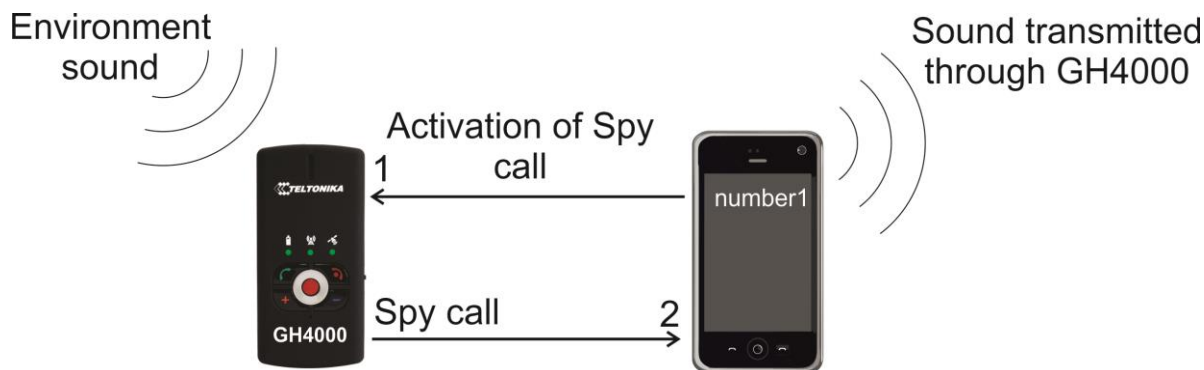 Environment
sound
Sound transmitted
through GH4000
Activation of Spy
call
1
TELTONIKA
number1
Spy call
2
GH4000